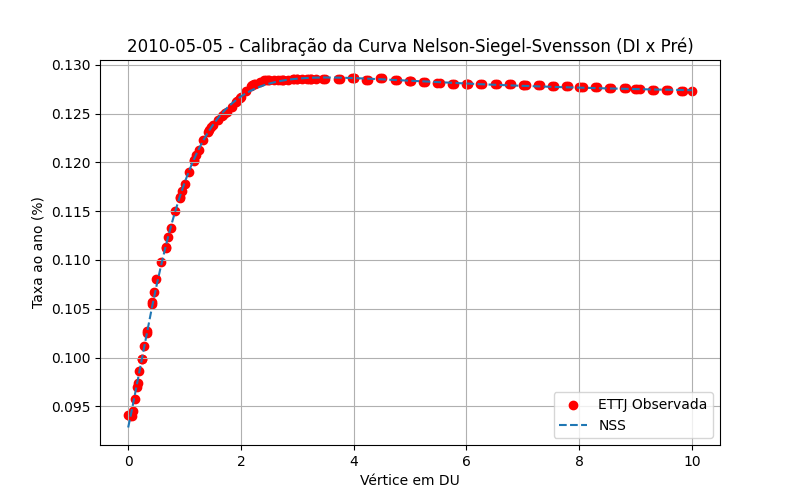 2010-05-05 - Calibração da Curva Nelson-Siegel-Svensson (DI x Pré)
0.130
0.125
0.120
0.115
0.110
0.105
0.100
0.095
Taxa ao ano (%)
0
2
4
6
8
10
Vértice em DU
ETTJ Observada
NSS